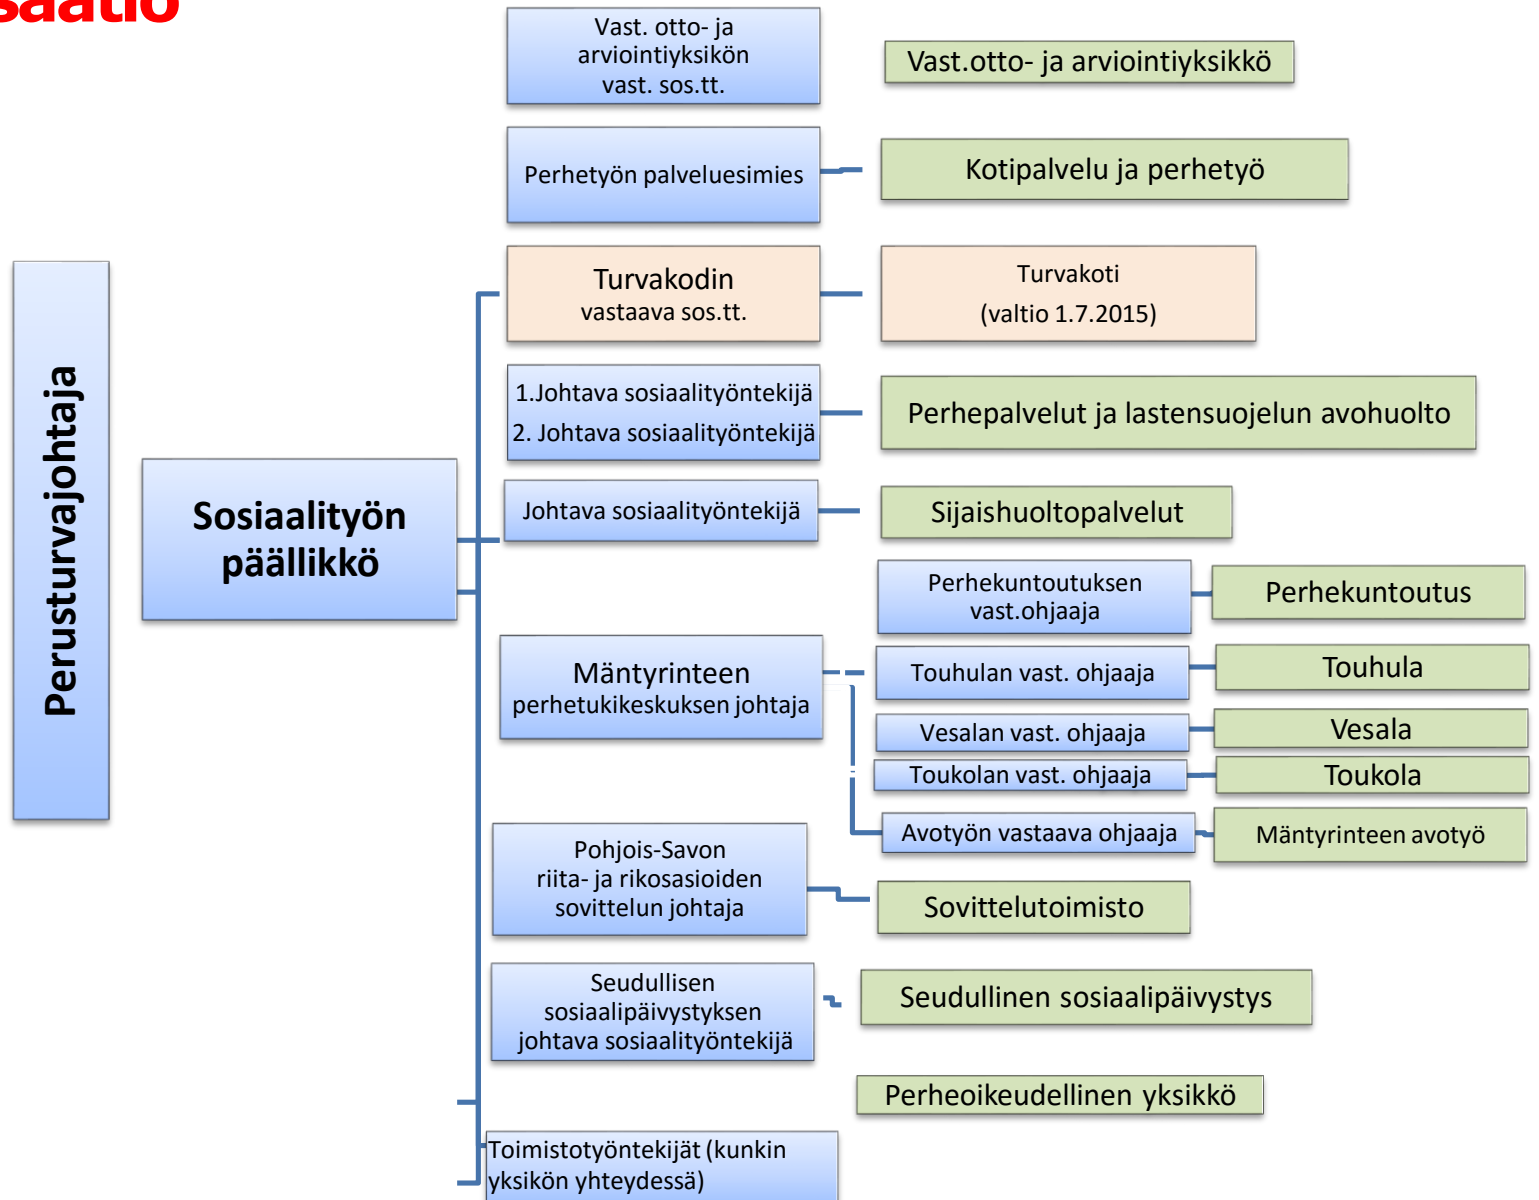 saatio
Vast. otto- ja
arviointiyksikön
vast. sos.tt.
Vast.otto- ja arviointiyksikkö
Perhetyön palveluesimies
Kotipalvelu ja perhetyö
Turvakodin
vastaava sos.tt.
Turvakoti
(valtio 1.7.2015)
1.Johtava sosiaalityöntekijä
2. Johtava sosiaalityöntekijä
Perhepalvelut ja lastensuojelun avohuolto
Perusturvajohtaja
Sosiaalityön
päällikkö
Johtava sosiaalityöntekijä
Sijaishuoltopalvelut
Mäntyrinteen
perhetukikeskuksen johtaja
Perhekuntoutuksen
vast.ohjaaja
Perhekuntoutus
Touhulan vast. ohjaaja
Touhula
Vesalan vast. ohjaaja
Vesala
Toukolan vast. ohjaaja
Toukola
Avotyön vastaava ohjaaja
Mäntyrinteen avotyö
Pohjois-Savon
riita- ja rikosasioiden
sovittelun johtaja
Sovittelutoimisto
Seudullisen
sosiaalipäivystyksen
johtava sosiaalityöntekijä
Seudullinen sosiaalipäivystys
Perheoikeudellinen yksikkö
Toimistotyöntekijät (kunkin
yksikön yhteydessä)